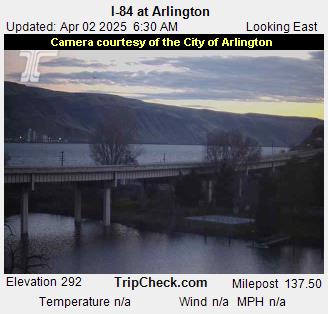 I-84 at Arlington
Updated: Apr 02 2025 6:30 AM Looking East
Camera courtesy of the City of Arlington
Elevation 292 TripCheck.com Milepost 137.50
Temperature n/a Wind n/a MPH n/a